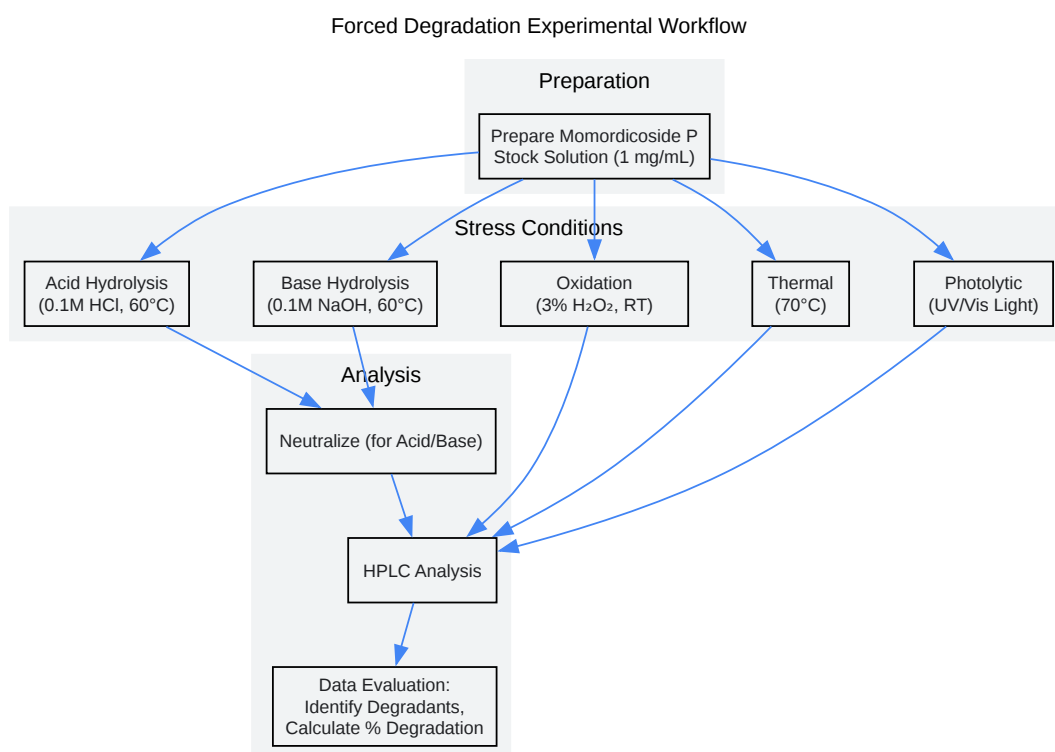 Forced Degradation Experimental Workflow
Preparation
Prepare Momordicoside P
Stock Solution (1 mg/mL)
Stress Conditions
Acid Hydrolysis
(0.1M HCl, 60°C)
Base Hydrolysis
(0.1M NaOH, 60°C)
Oxidation
(3% H₂O₂, RT)
Thermal
(70°C)
Photolytic
(UV/Vis Light)
Analysis
Neutralize (for Acid/Base)
HPLC Analysis
Data Evaluation:
Identify Degradants,
Calculate % Degradation